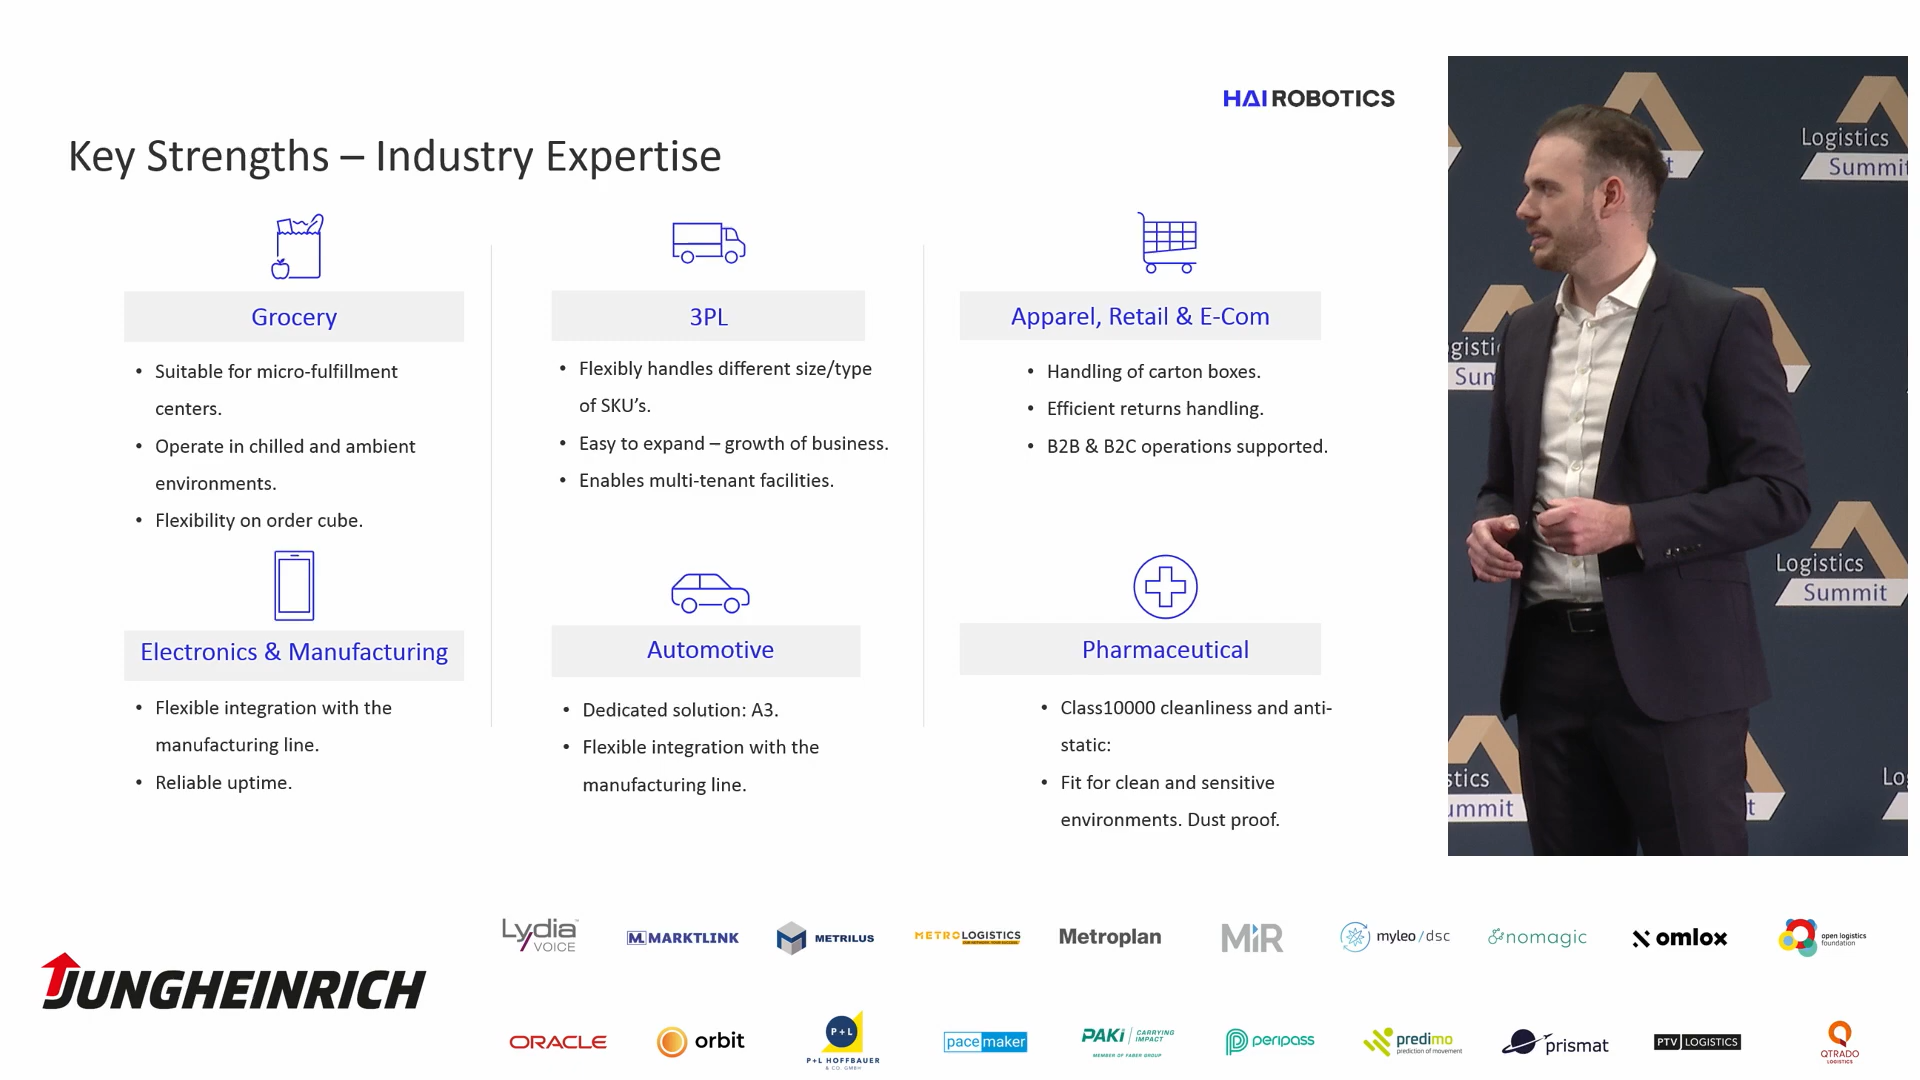 HAI ROBOTICS
Key Strengths – Industry Expertise
Grocery
• Suitable for micro-fulfillment
centers.
• Operate in chilled and ambient
environments.
• Flexibility on order cube.
3PL
• Flexibly handles different size/type
of SKU’s.
• Easy to expand – growth of business.
• Enables multi-tenant facilities.
Apparel, Retail & E-Com
• Handling of carton boxes.
• Efficient returns handling.
• B2B & B2C operations supported.
Electronics & Manufacturing
• Flexible integration with the
manufacturing line.
• Reliable uptime.
Automotive
• Dedicated solution: A3.
• Flexible integration with the
manufacturing line.
Pharmaceutical
• Class10000 cleanliness and anti-
static:
• Fit for clean and sensitive
environments. Dust proof.
Logistics
Summit
gisti
Sum
Logistics
Summit
stics
ummit
t
Lo
JUNGHEINRICH
Lydia
VOICE
M MARKTLINK
METRILUS
METROLOGISTICS
Metroplan
MiR
myleo / dsc
nomagic
omlox
open logistics
foundation
ORACLE
orbit
P+L
P+L HOFFBAUER
& CO. GMBH
pacemaker
PAKi CARRYING
IMPACT
MEMBER OF FABER GROUP
peripass
predimo
prediction of movement
prismat
PTV LOGISTICS
QTRADO
LOGISTICS